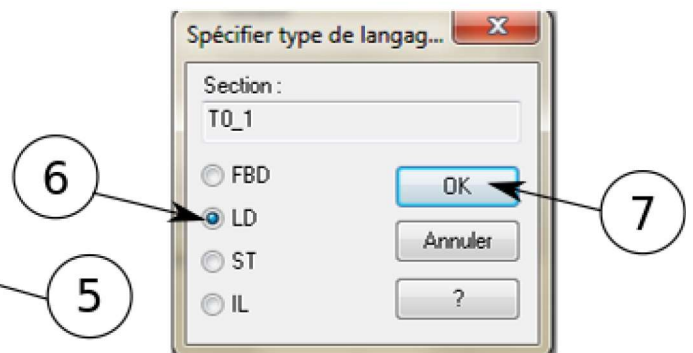 Spécifier type de langag...
Section :
T0_1
6
FBD
OK
LD
7
Annuler
ST
5
IL
?